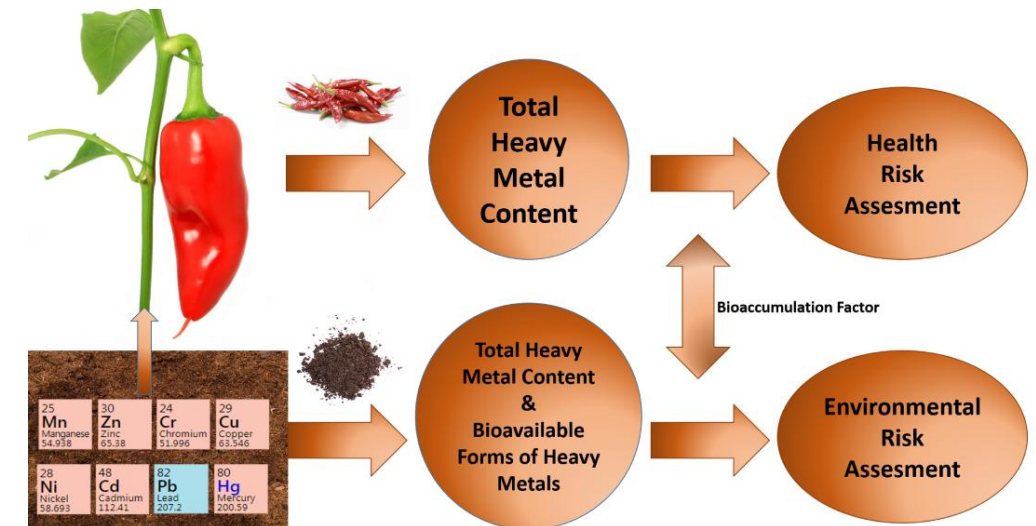 Total
Heavy
Metal
Content
Health
Risk
Assesment
Bioaccumulation Factor
Total Heavy
Metal Content
&
Bioavailable
Forms of Heavy
Metals
Environmental
Risk
Assesment
25
Mn
Manganese
54.938
30
Zn
Zinc
65.38
24
Cr
Chromium
51.996
29
Cu
Copper
63.546
28
Ni
Nickel
58.693
48
Cd
Cadmium
112.41
82
Pb
Lead
207.2
80
Hg
Mercury
200.59